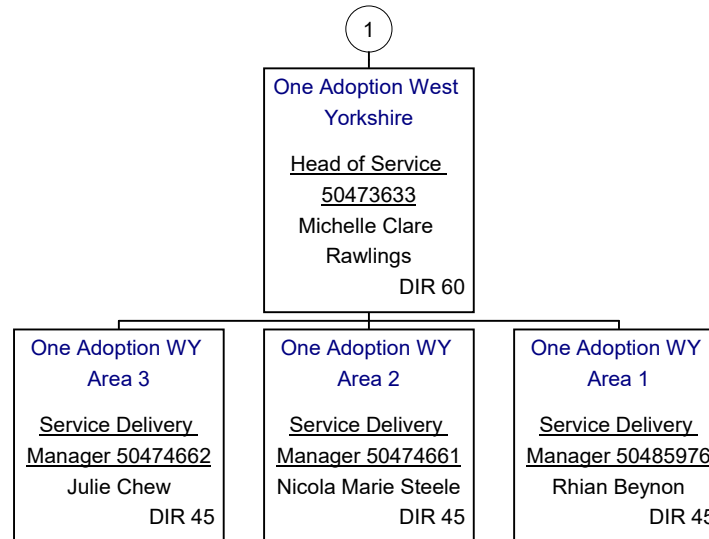 1
One Adoption West
Yorkshire
Head of Service
50473633
Michelle Clare
Rawlings
DIR 60
One Adoption WY
Area 3
Service Delivery
Manager 50474662
Julie Chew
DIR 45
One Adoption WY
Area 2
Service Delivery
Manager 50474661
Nicola Marie Steele
DIR 45
One Adoption WY
Area 1
Service Delivery
Manager 50485976
Rhian Beynon
DIR 45